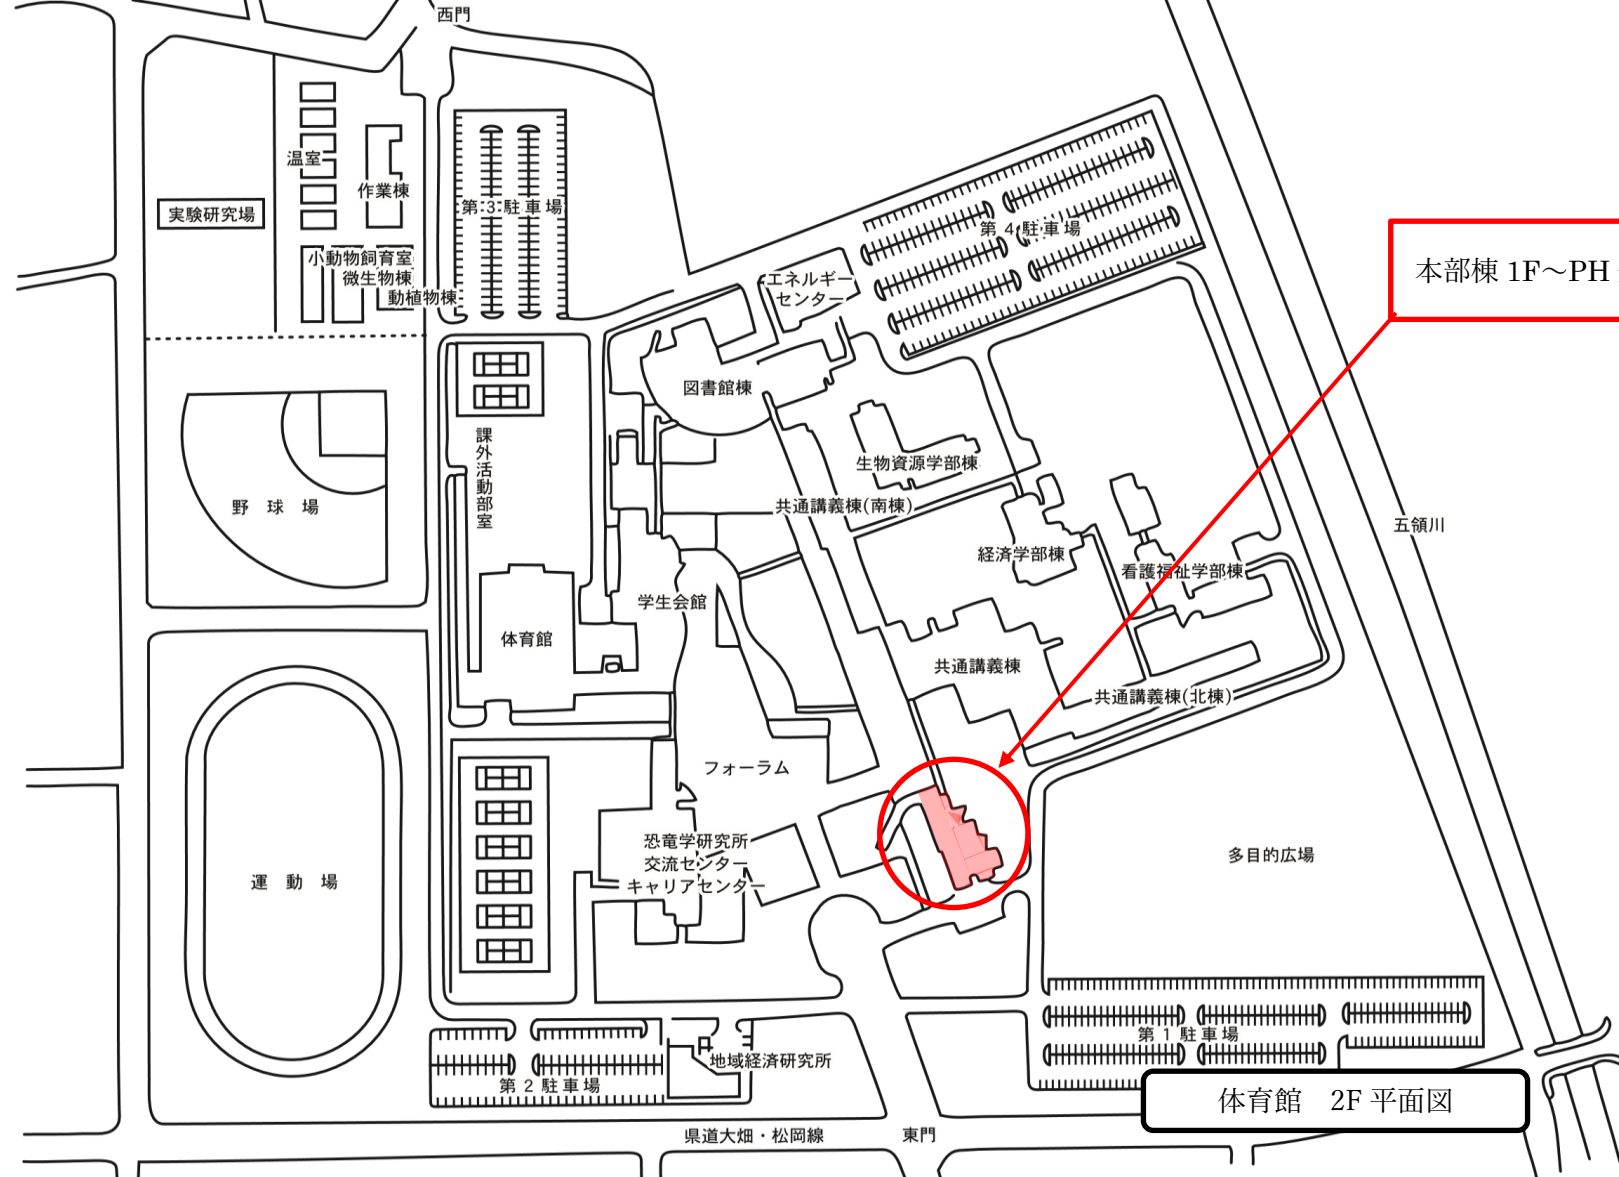 西門
温室
作業棟
実験研究場
第3駐車場
小動物飼育室
微生物棟
動植物棟
エネルギー
センター
第4駐車場
本部棟 1F～PH
図書館棟
課外活動部室
生物資源学部棟
野球場
共通講義棟(南棟)
五領川
経済学部棟
看護福祉学部棟
学生会館
体育館
共通講義棟
共通講義棟(北棟)
フォーラム
恐竜学研究所
交流センター
キャリアセンター
多目的広場
運動場
第1駐車場
地域経済研究所
第2駐車場
体育館　2F 平面図
県道大畑・松岡線
東門